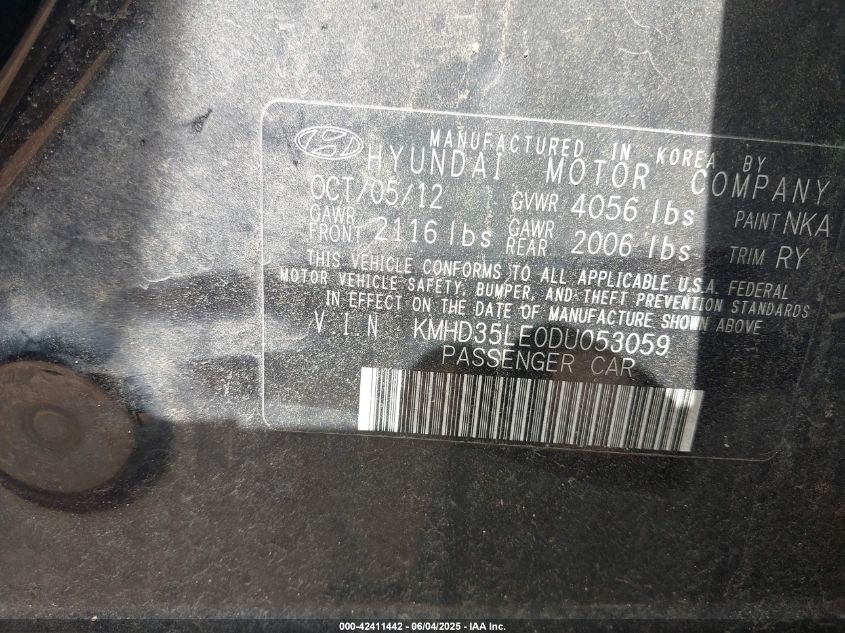 MANUFACTURED IN KOREA BY
HYUNDAI MOTOR COMPANY
OCT/05/12 GVWR 4056 lbs PAINT NKA
GAWR FRONT 2116 lbs GAWR REAR 2006 lbs TRIM RY
THIS VEHICLE CONFORMS TO ALL APPLICABLE U.S.A. FEDERAL
MOTOR VEHICLE SAFETY, BUMPER, AND THEFT PREVENTION STANDARDS
IN EFFECT ON THE DATE OF MANUFACTURE SHOWN ABOVE
V.I.N KMHD35LE0DU053059
PASSENGER CAR
000-42411442 - 06/04/2025 - IAA Inc.